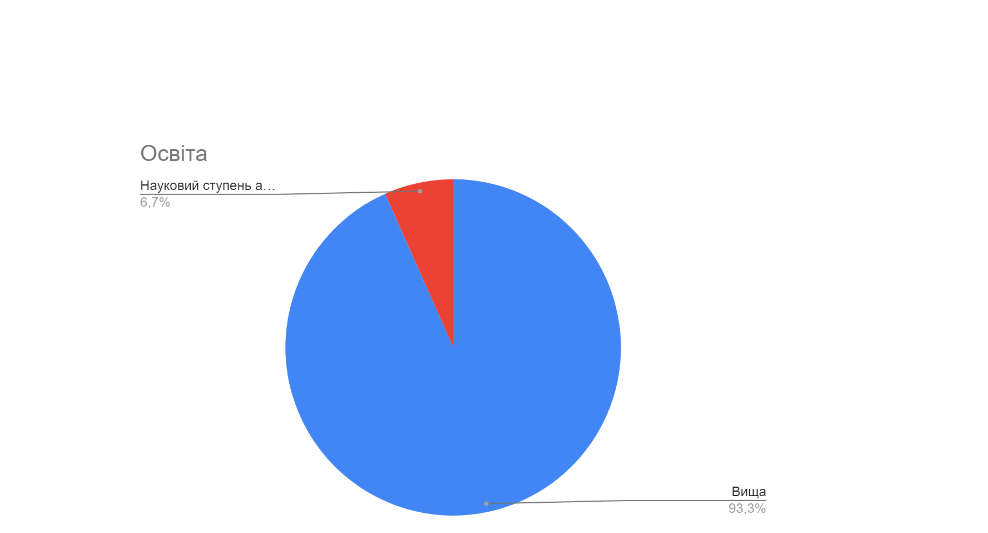 Освіта
Науковий ступень а…
6,7%
Вища
93,3%